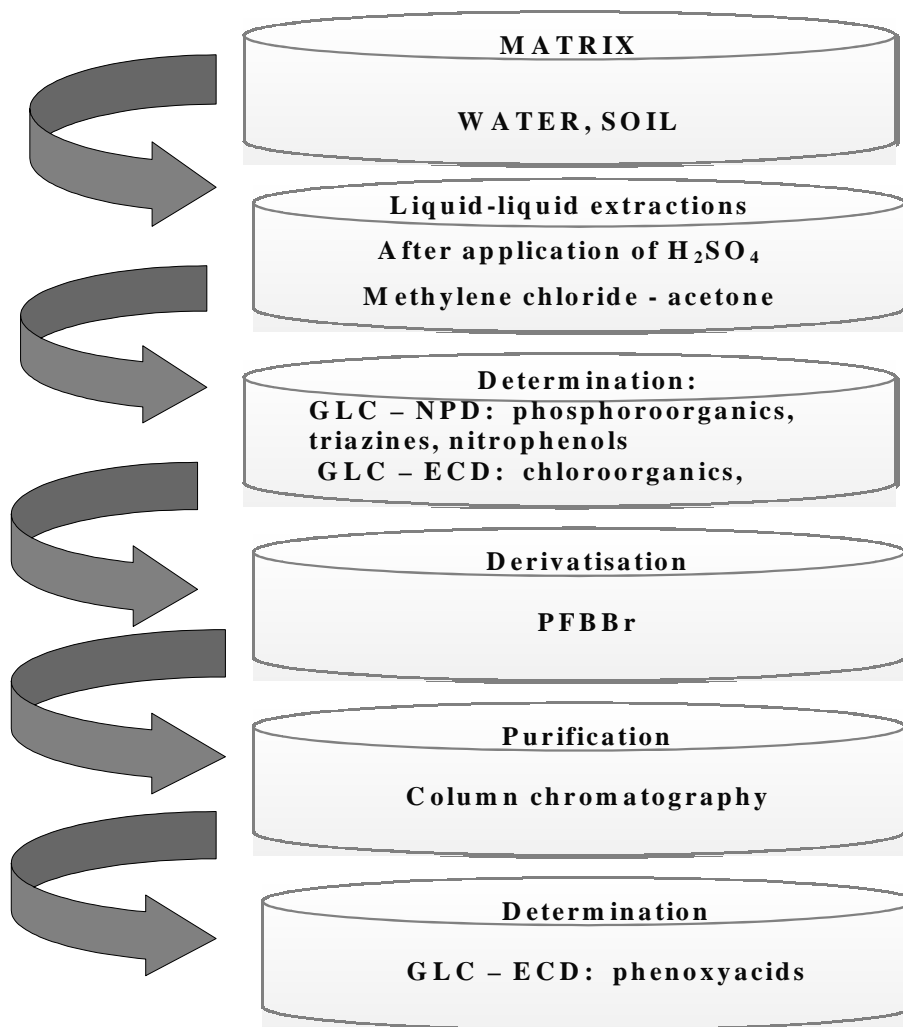 MATRIX
WATER, SOIL
Liquid-liquid extractions
After application of H₂SO₄
Methylene chloride - acetone
Determination:
GLC – NPD: phosphoroorganics,
triazines, nitrophenols
GLC – ECD: chloroorganics,
Derivatisation
PFBBr
Purification
Column chromatography
Determination
GLC – ECD: phenoxyacids